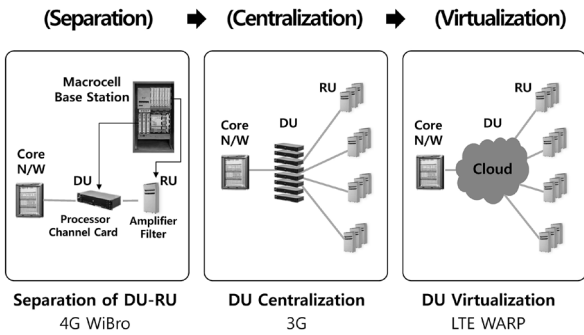 (Separation)
(Centralization)
(Virtualization)
Macrocell
Base Station
Core
N/W
DU
RU
Processor
Channel Card
Amplifier
Filter
RU
DU
Core
N/W
RU
DU
Core
N/W
Cloud
Separation of DU-RU
4G WiBro
DU Centralization
3G
DU Virtualization
LTE WARP